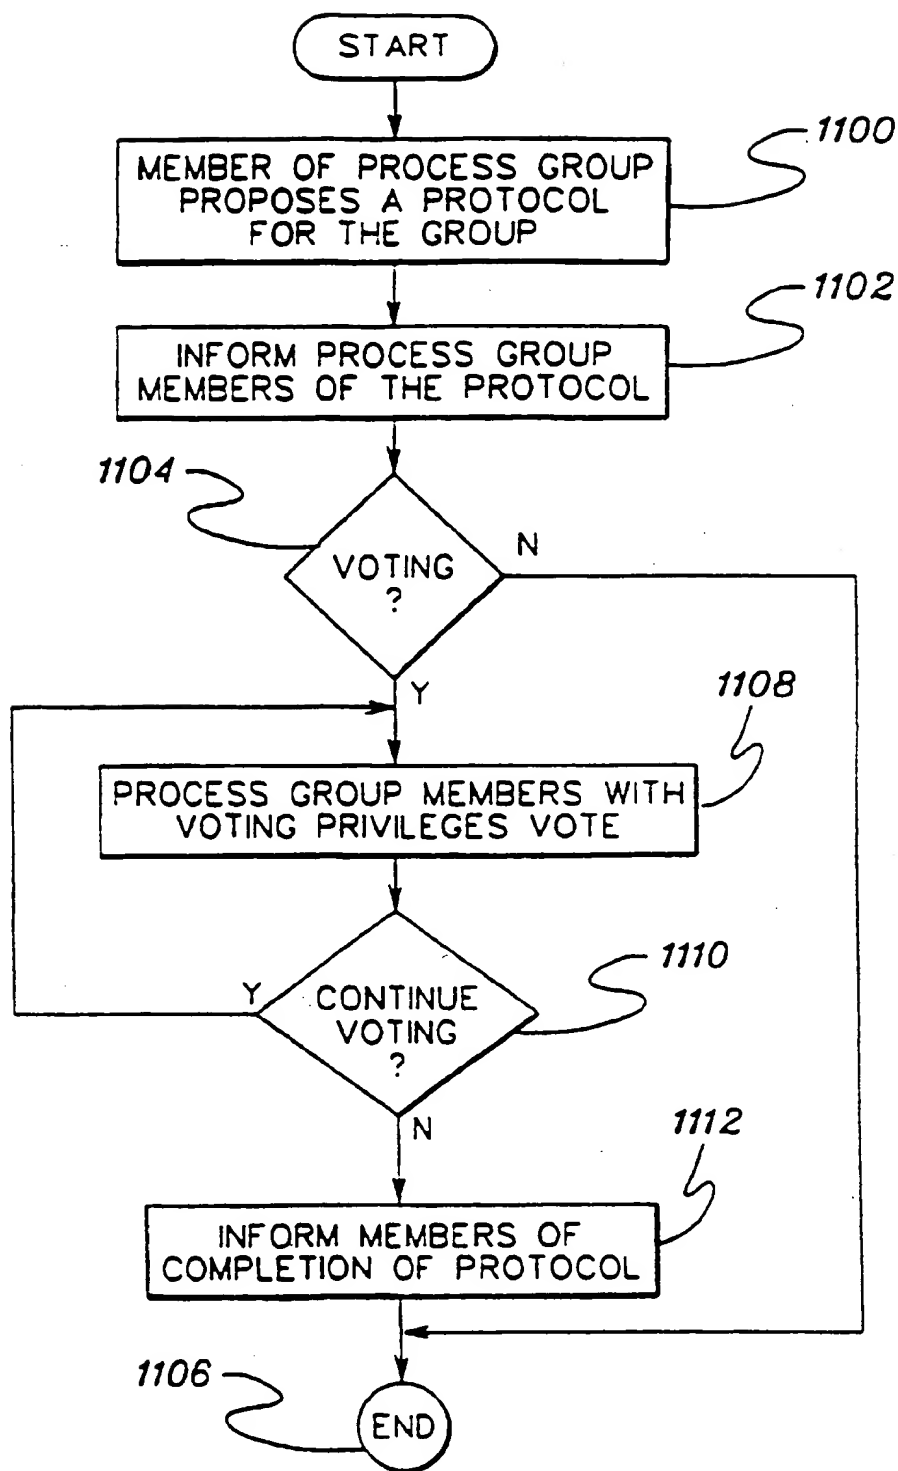 START
1100
MEMBER OF PROCESS GROUP
PROPOSES A PROTOCOL
FOR THE GROUP
1102
INFORM PROCESS GROUP
MEMBERS OF THE PROTOCOL
1104
VOTING
?
N
Y
1108
PROCESS GROUP MEMBERS WITH
VOTING PRIVILEGES VOTE
1110
Y
CONTINUE
VOTING
?
N
1112
INFORM MEMBERS OF
COMPLETION OF PROTOCOL
1106
END